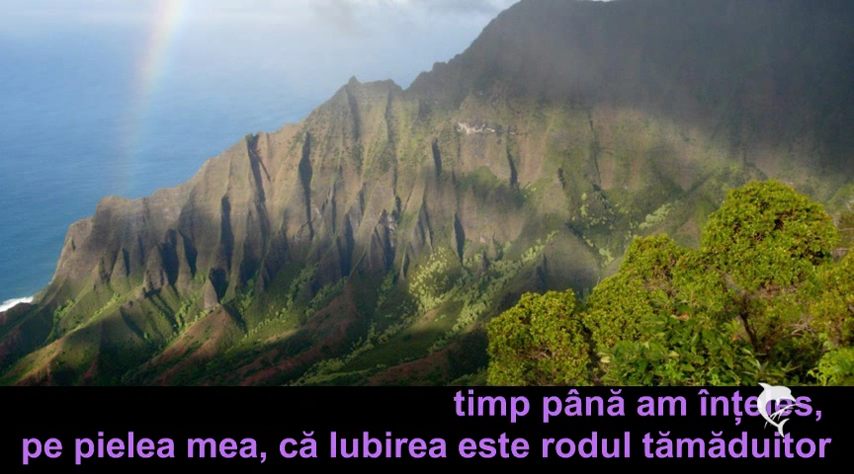 timp până am înțeles,
pe pielea mea, că Iubirea este rodul tămăduitor